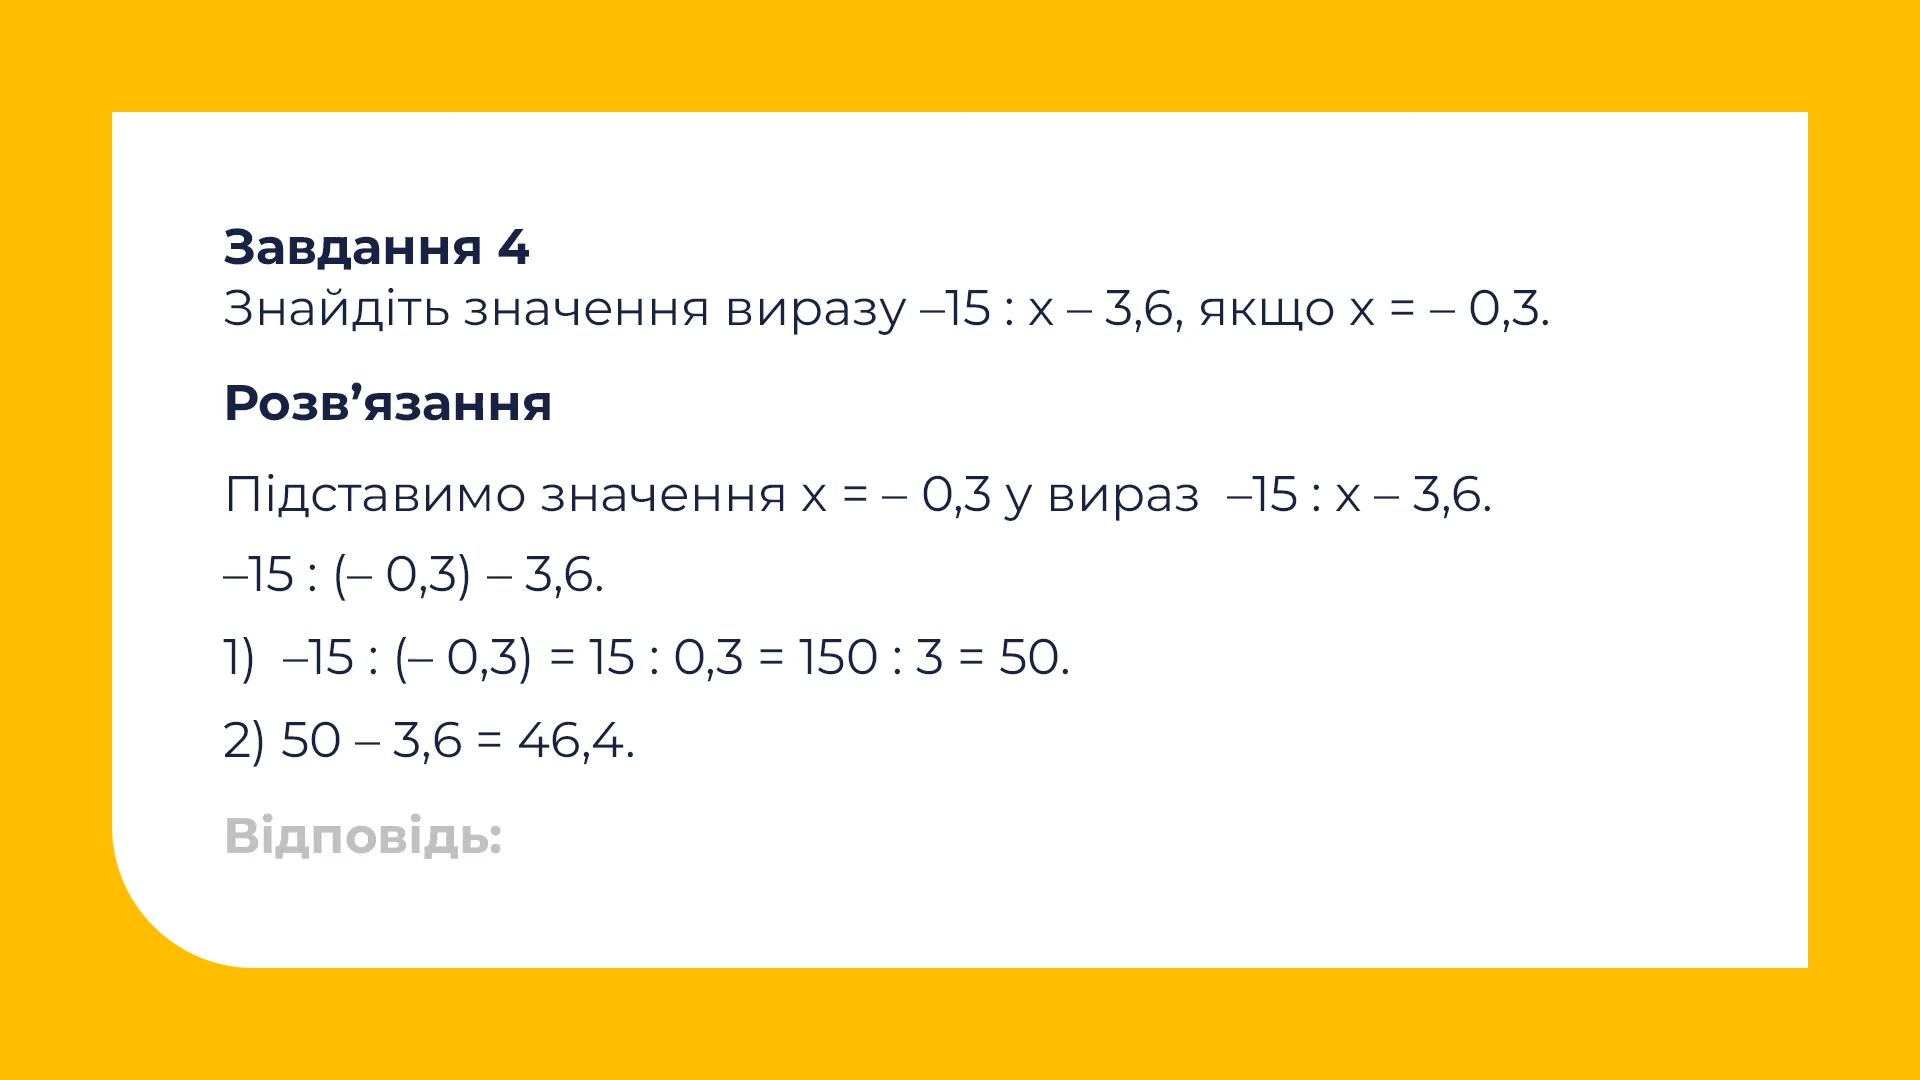 Завдання 4
Знайдіть значення виразу –15 : х – 3,6, якщо х = – 0,3.
Розв’язання
Підставимо значення х = – 0,3 у вираз –15 : х – 3,6.
–15 : (– 0,3) – 3,6.
1) –15 : (– 0,3) = 15 : 0,3 = 150 : 3 = 50.
2) 50 – 3,6 = 46,4.
Відповідь: